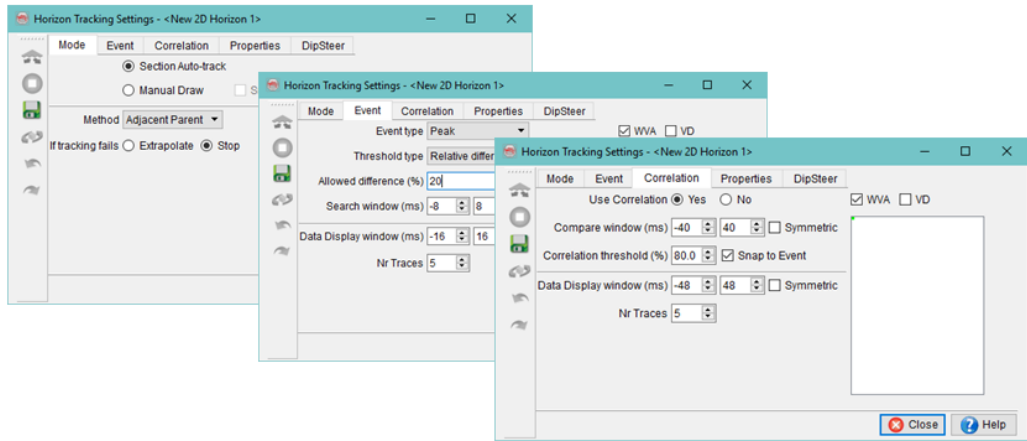 Horizon Tracking Settings - <New 2D Horizon 1>
Mode Event Correlation Properties DipSteer
Section Auto-track
Manual Draw S
Method Adjacent Parent
If tracking fails Extrapolate Stop
Horizon Tracking Settings - <New 2D Horizon 1>
Mode Event Correlation Properties DipSteer
Event type Peak WVA VD
Threshold type Relative differ
Allowed difference (%) 20
Search window (ms) -8 8
Data Display window (ms) -16 16
Nr Traces 5
Horizon Tracking Settings - <New 2D Horizon 1>
Mode Event Correlation Properties DipSteer
Use Correlation Yes No WVA VD
Compare window (ms) -40 40 Symmetric
Correlation threshold (%) 80.0 Snap to Event
Data Display window (ms) -48 48 Symmetric
Nr Traces 5
Close Help